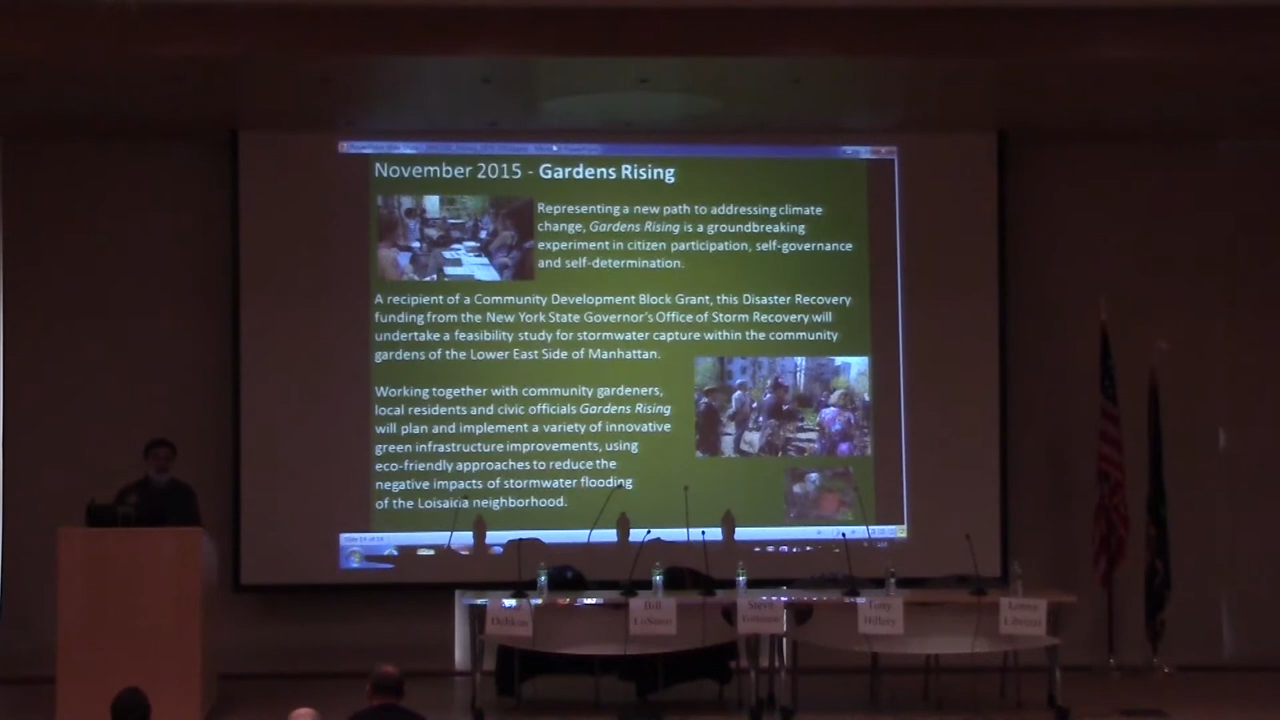 November 2015 - Gardens Rising
Representing a new path to addressing climate
change, Gardens Rising is a groundbreaking
experiment in citizen participation, self-governance
and self-determination.
A recipient of a Community Development Block Grant, this Disaster Recovery
funding from the New York State Governor's Office of Storm Recovery will
undertake a feasibility study for stormwater capture within the community
gardens of the Lower East Side of Manhattan.
Working together with community gardeners,
local residents and civic officials Gardens Rising
will plan and implement a variety of innovative
green infrastructure improvements, using
eco-friendly approaches to reduce the
negative impacts of stormwater flooding
of the Loisaida neighborhood.
Bill
Steve
Tony
Hillery